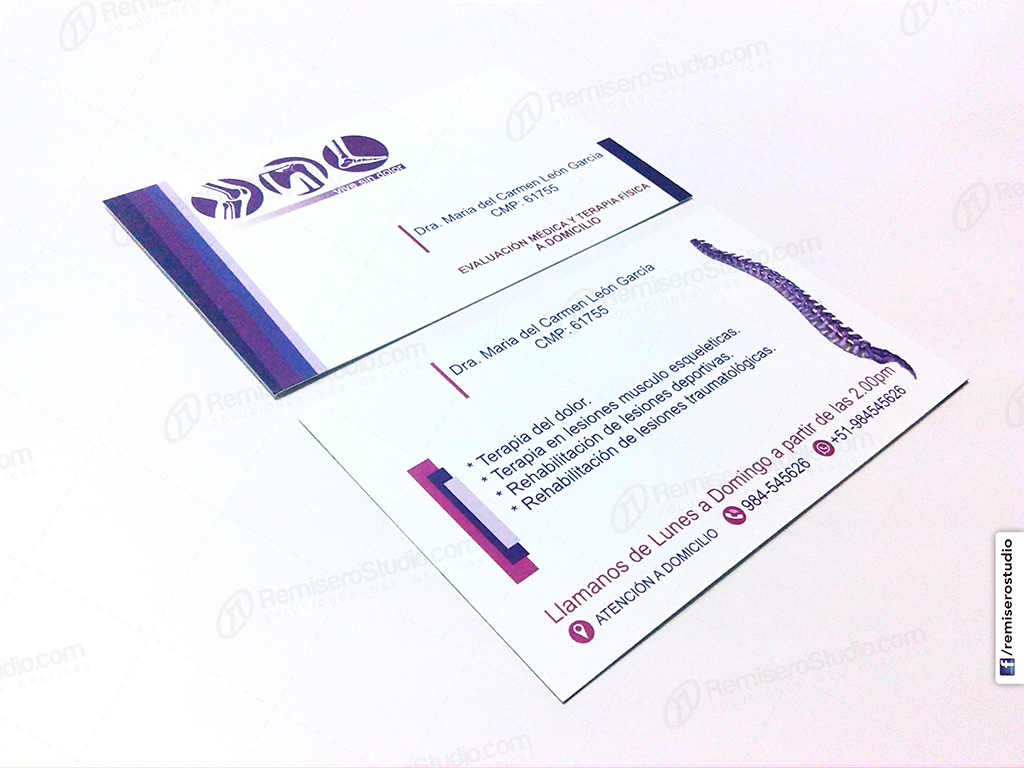 vive sin dolor
Dra. Maria del Carmen León García
CMP: 61755
EVALUACIÓN MÉDICA Y TERAPIA FÍSICA
A DOMICILIO
Dra. Maria del Carmen León García
CMP: 61755
* Terapia del dolor.
* Terapia en lesiones musculo esqueleticas.
* Rehabilitación de lesiones deportivas.
* Rehabilitación de lesiones traumatológicas.
Llamanos de Lunes a Domingo a partir de las 2.00pm
ATENCIÓN A DOMICILIO 984-545626 +51-984545626
f /remiserostudio
RemiseroStudio.com
SOLUCIONES WEB GRÁFICAS